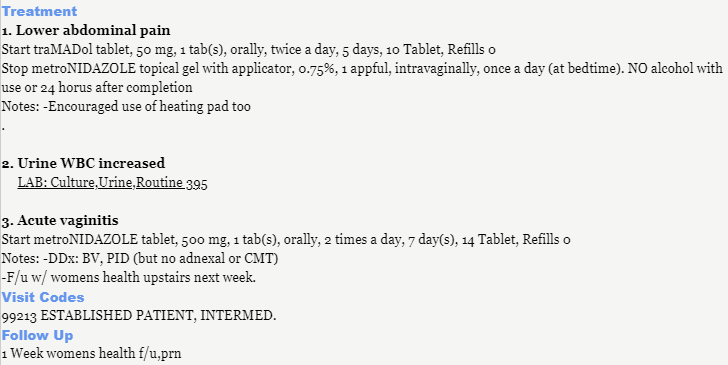 Treatment
1. Lower abdominal pain
Start traMADol tablet, 50 mg, 1 tab(s), orally, twice a day, 5 days, 10 Tablet, Refills 0
Stop metroNIDAZOLE topical gel with applicator, 0.75%, 1 appful, intravaginally, once a day (at bedtime). NO alcohol with
use or 24 horus after completion
Notes: -Encouraged use of heating pad too
.
2. Urine WBC increased
LAB: Culture,Urine,Routine 395
3. Acute vaginitis
Start metroNIDAZOLE tablet, 500 mg, 1 tab(s), orally, 2 times a day, 7 day(s), 14 Tablet, Refills 0
Notes: -DDx: BV, PID (but no adnexal or CMT)
-F/u w/ womens health upstairs next week.
Visit Codes
99213 ESTABLISHED PATIENT, INTERMED.
Follow Up
1 Week womens health f/u,prn